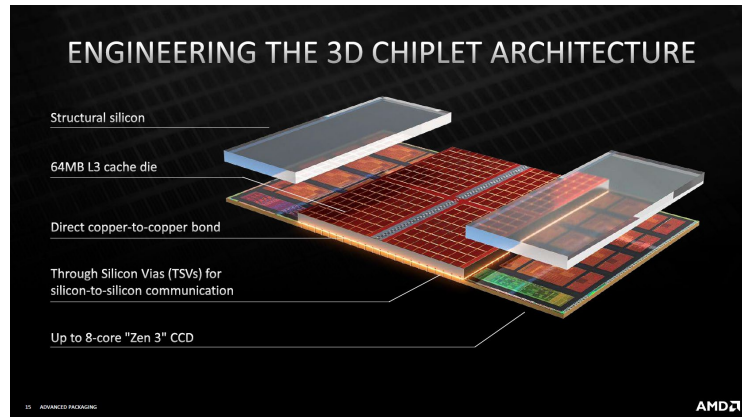 ENGINEERING THE 3D CHIPLET ARCHITECTURE
Structural silicon
64MB L3 cache die
Direct copper-to-copper bond
Through Silicon Vias (TSVs) for
silicon-to-silicon communication
Up to 8-core "Zen 3" CCD
15 ADVANCED PACKAGING
AMD